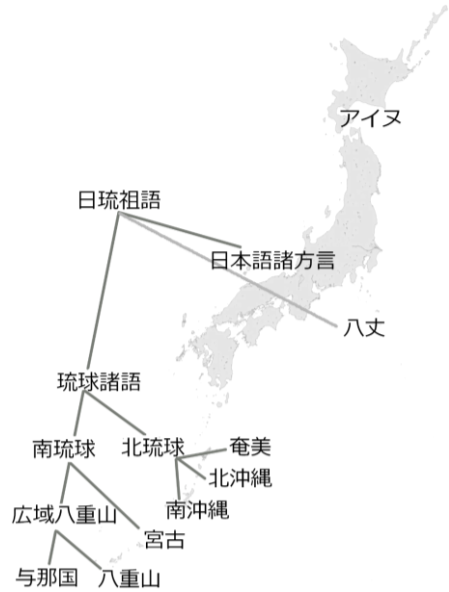 アイヌ
日琉祖語
日本語諸方言
八丈
琉球諸語
南琉球
北琉球
奄美
北沖縄
南沖縄
広域八重山
宮古
与那国
八重山